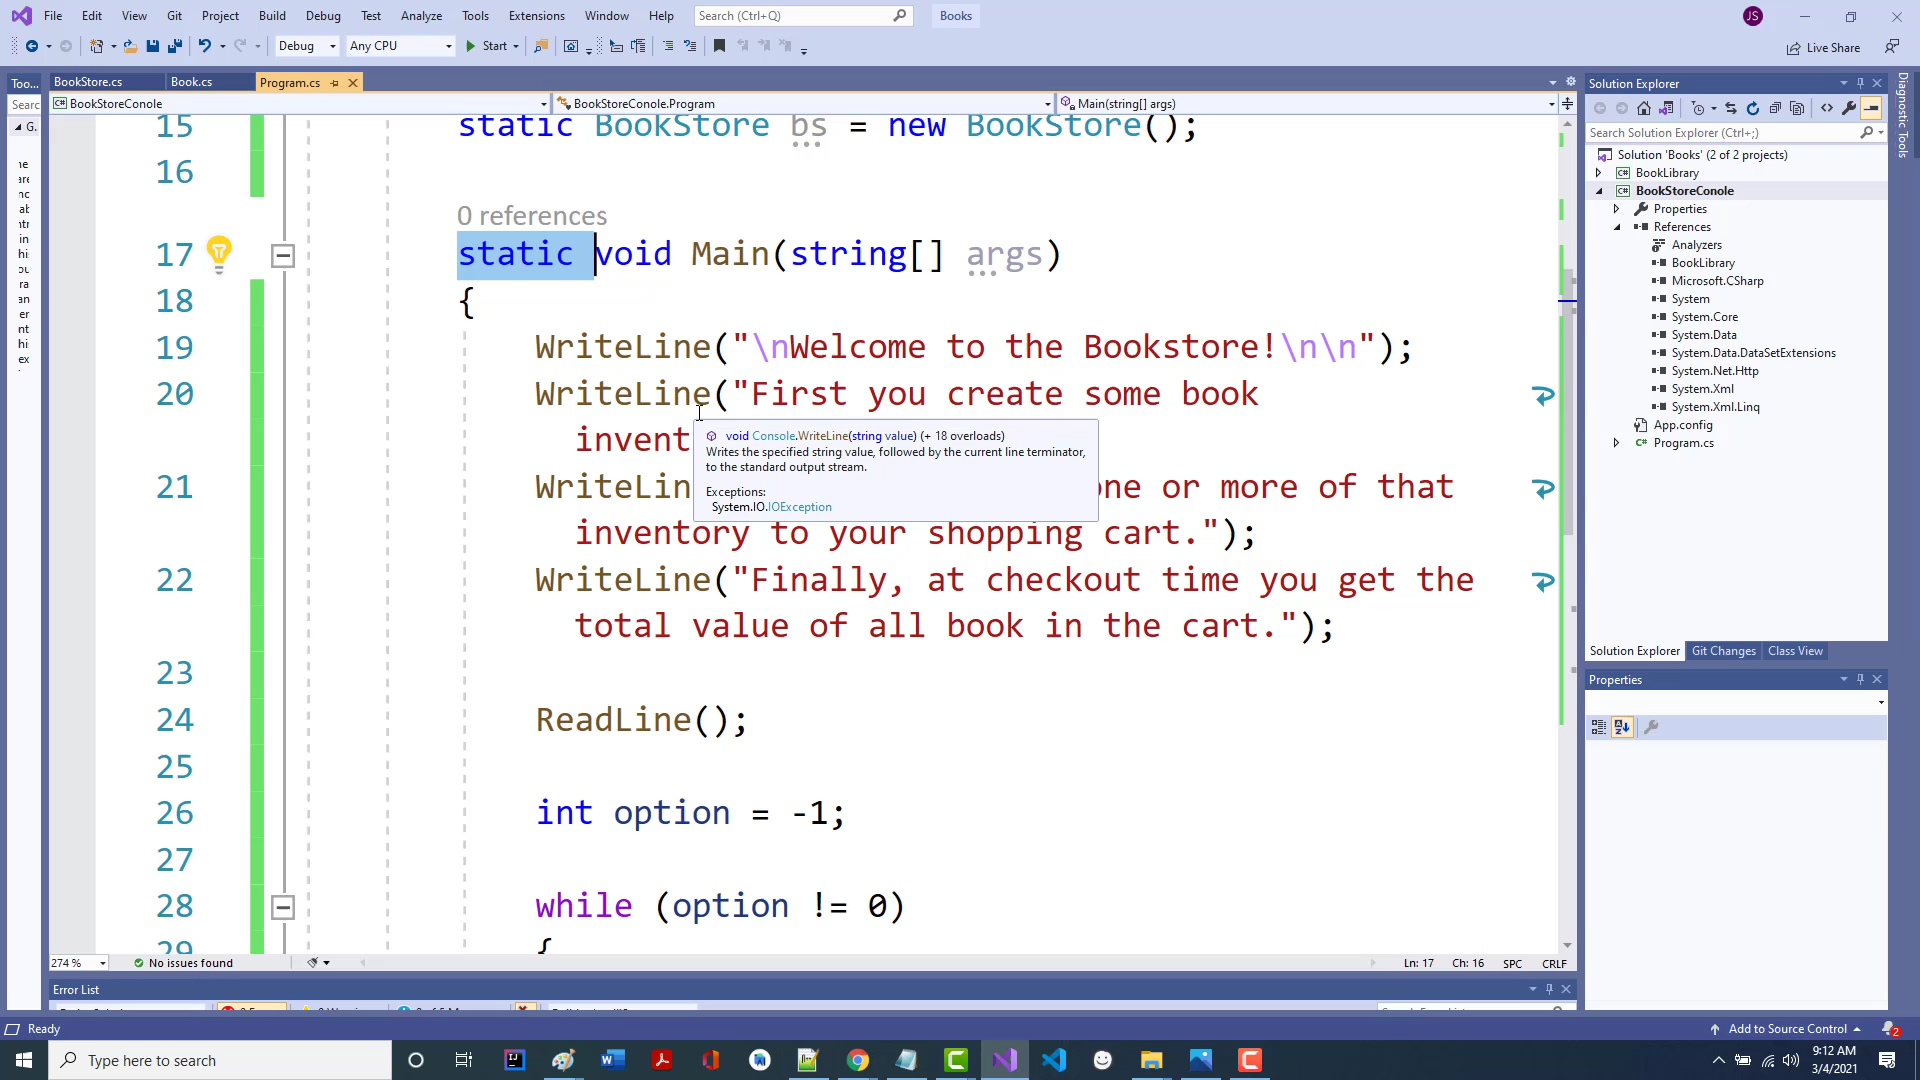 File Edit View Git Project Build Debug Test Analyze Tools Extensions Window Help Search (Ctrl+Q) Books JS
Debug Any CPU Start Live Share
Too... BookStore.cs Book.cs Program.cs Solution Explorer
Searc BookStoreConole BookStoreConole.Program Main(string[] args)
G.
15 static BookStore bs = new BookStore();
16
0 references
17 static void Main(string[] args)
18 {
19 WriteLine("\nWelcome to the Bookstore!\n\n");
20 WriteLine("First you create some book
invent
21 WriteLin one or more of that
inventory to your shopping cart.");
22 WriteLine("Finally, at checkout time you get the
total value of all book in the cart.");
23
24 ReadLine();
25
26 int option = -1;
27
28 while (option != 0)
29 {
void Console.WriteLine(string value) (+ 18 overloads)
Writes the specified string value, followed by the current line terminator,
to the standard output stream.
Exceptions:
System.IO.IOException
274 % No issues found Ln: 17 Ch: 16 SPC CRLF
Error List
Search Solution Explorer (Ctrl+;)
Solution 'Books' (2 of 2 projects)
BookLibrary
BookStoreConole
Properties
References
Analyzers
BookLibrary
Microsoft.CSharp
System
System.Core
System.Data
System.Data.DataSetExtensions
System.Net.Http
System.Xml
System.Xml.Linq
App.config
Program.cs
Solution Explorer Git Changes Class View
Properties
Diagnostic Tools
Ready Add to Source Control 2
Type here to search
9:12 AM
3/4/2021